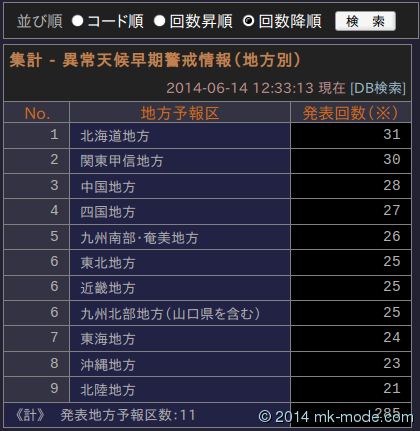 並び順 コード順 回数昇順 回数降順 検 索
集計 - 異常天候早期警戒情報(地方別)
2014-06-14 12:33:13 現在 [DB検索]
No. 地方予報区 発表回数(※)
1 北海道地方 31
2 関東甲信地方 30
3 中国地方 28
4 四国地方 27
5 九州南部･奄美地方 26
6 東北地方 25
6 近畿地方 25
6 九州北部地方(山口県を含む) 25
7 東海地方 24
8 沖縄地方 23
9 北陸地方 21
《計》 発表地方予報区数:11 285
© 2014 mk-mode.com